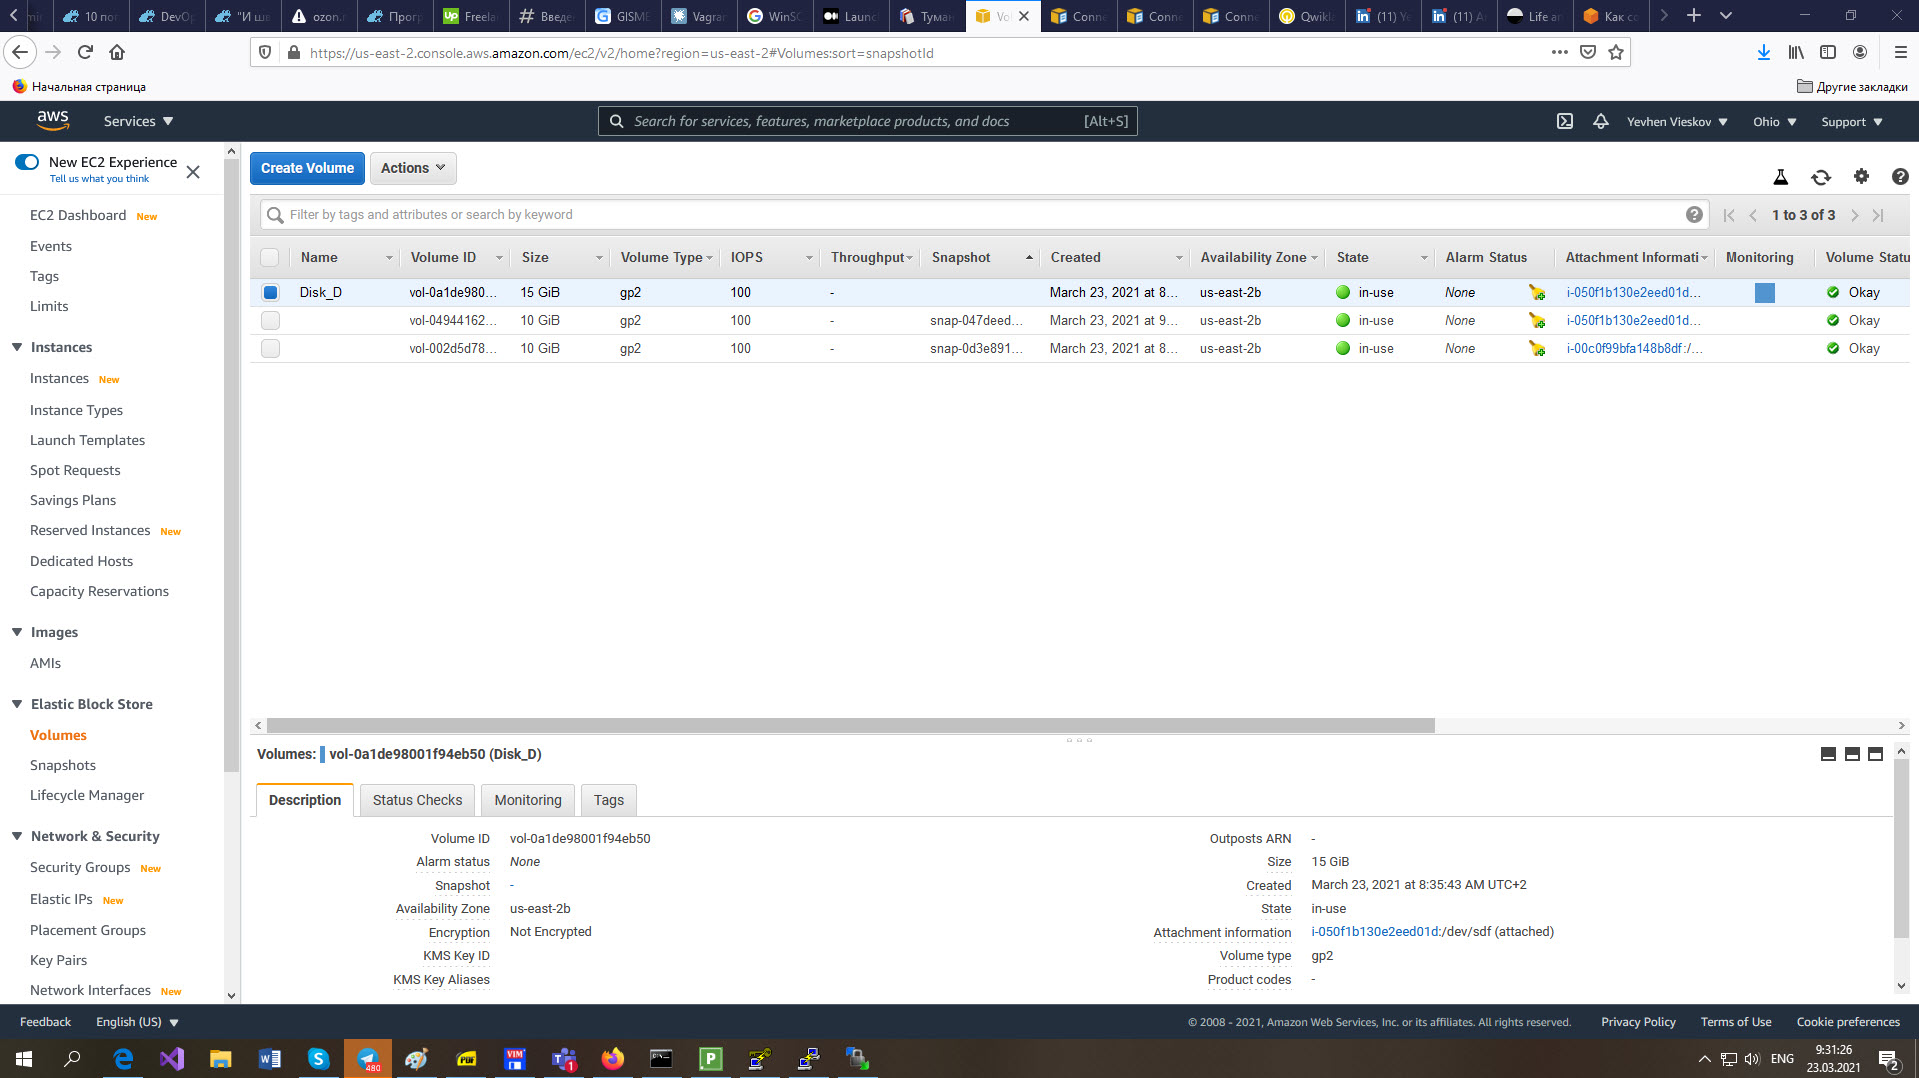 10 по
DevO
"И ш
ozon.
Прог
Freela
Введе
GISME
Vagran
WinSC
Launc
Туман
Vol
Conne
Conne
Conne
Qwikl
(11) Ye
(11) A
Life an
Как со
https://us-east-2.console.aws.amazon.com/ec2/v2/home?region=us-east-2#Volumes:sort=snapshotId
Начальная страница
Другие закладки
aws
Services
Search for services, features, marketplace products, and docs
[Alt+S]
Yevhen Vieskov
Ohio
Support
New EC2 Experience
Tell us what you think
EC2 Dashboard New
Events
Tags
Limits
Instances
Instances New
Instance Types
Launch Templates
Spot Requests
Savings Plans
Reserved Instances New
Dedicated Hosts
Capacity Reservations
Images
AMIs
Elastic Block Store
Volumes
Snapshots
Lifecycle Manager
Network & Security
Security Groups New
Elastic IPs New
Placement Groups
Key Pairs
Network Interfaces New
Create Volume
Actions
Filter by tags and attributes or search by keyword
1 to 3 of 3
Name Volume ID Size Volume Type IOPS Throughput Snapshot Created Availability Zone State Alarm Status Attachment Informati Monitoring Volume Statu
Disk_D vol-0a1de980... 15 GiB gp2 100 - March 23, 2021 at 8... us-east-2b in-use None i-050f1b130e2eed01d... Okay
vol-04944162... 10 GiB gp2 100 - snap-047deed... March 23, 2021 at 9... us-east-2b in-use None i-050f1b130e2eed01d... Okay
vol-002d5d78... 10 GiB gp2 100 - snap-0d3e891... March 23, 2021 at 8... us-east-2b in-use None i-00c0f99bfa148b8df:/... Okay
Volumes: vol-0a1de98001f94eb50 (Disk_D)
Description
Status Checks
Monitoring
Tags
Volume ID vol-0a1de98001f94eb50
Alarm status None
Snapshot -
Availability Zone us-east-2b
Encryption Not Encrypted
KMS Key ID
KMS Key Aliases
Outposts ARN -
Size 15 GiB
Created March 23, 2021 at 8:35:43 AM UTC+2
State in-use
Attachment information i-050f1b130e2eed01d:/dev/sdf (attached)
Volume type gp2
Product codes -
Feedback
English (US)
© 2008 - 2021, Amazon Web Services, Inc. or its affiliates. All rights reserved.
Privacy Policy
Terms of Use
Cookie preferences
480
PDF
VIM
1
ENG
9:31:26
23.03.2021
2